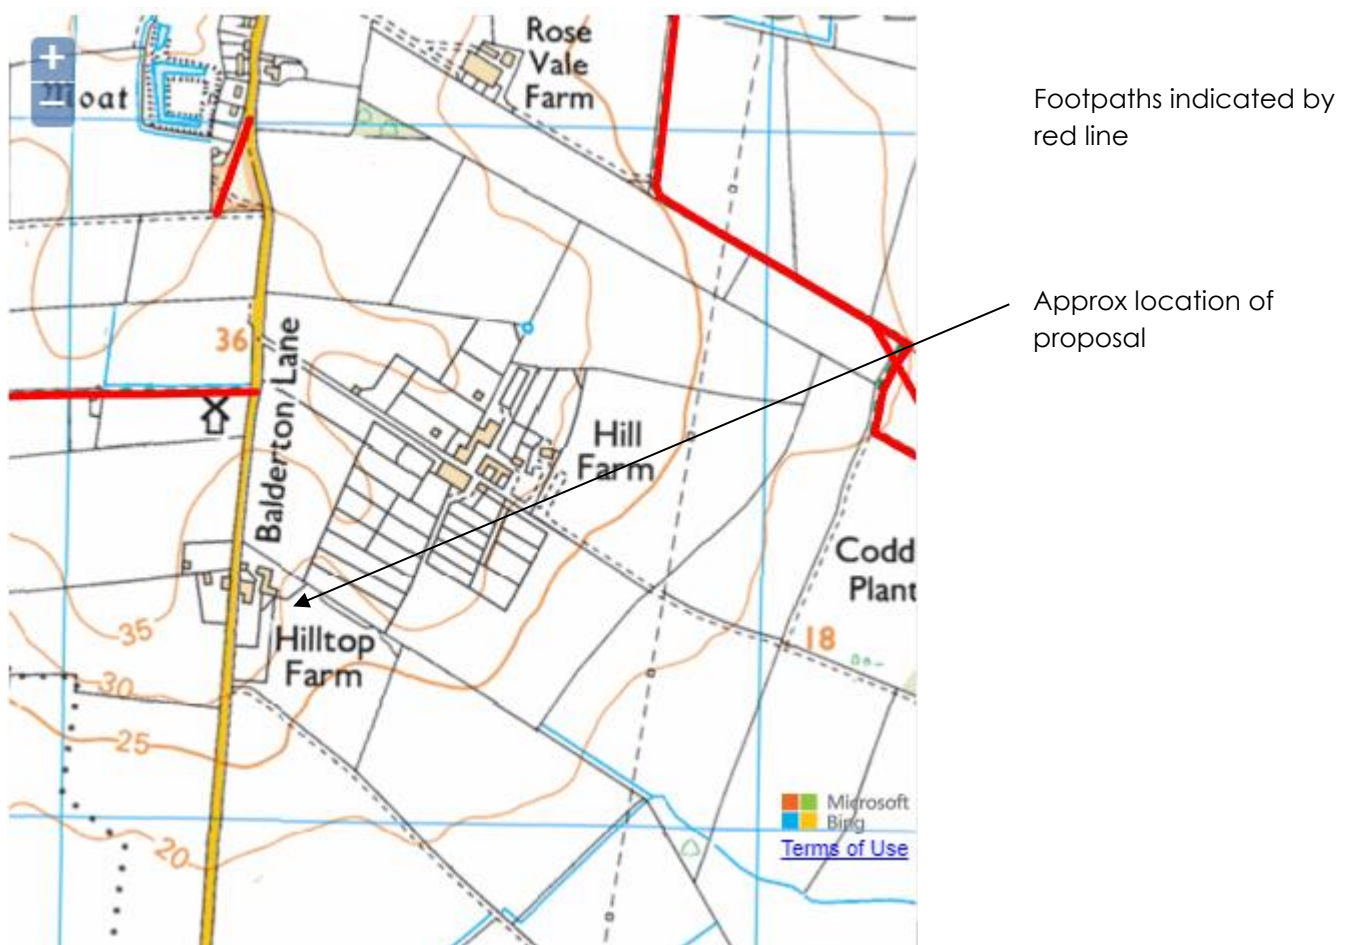 Rose
Vale
Farm
+
Moat
Footpaths indicated by
red line
Approx location of
proposal
36
Balderton Lane
Hill
Farm
Codd
Plant
35
Hilltop
Farm
18
30
25
20
Microsoft
Bing
Terms of Use